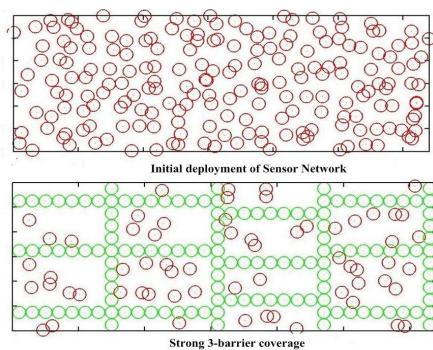 Initial deployment of Sensor Network
Strong 3-barrier coverage